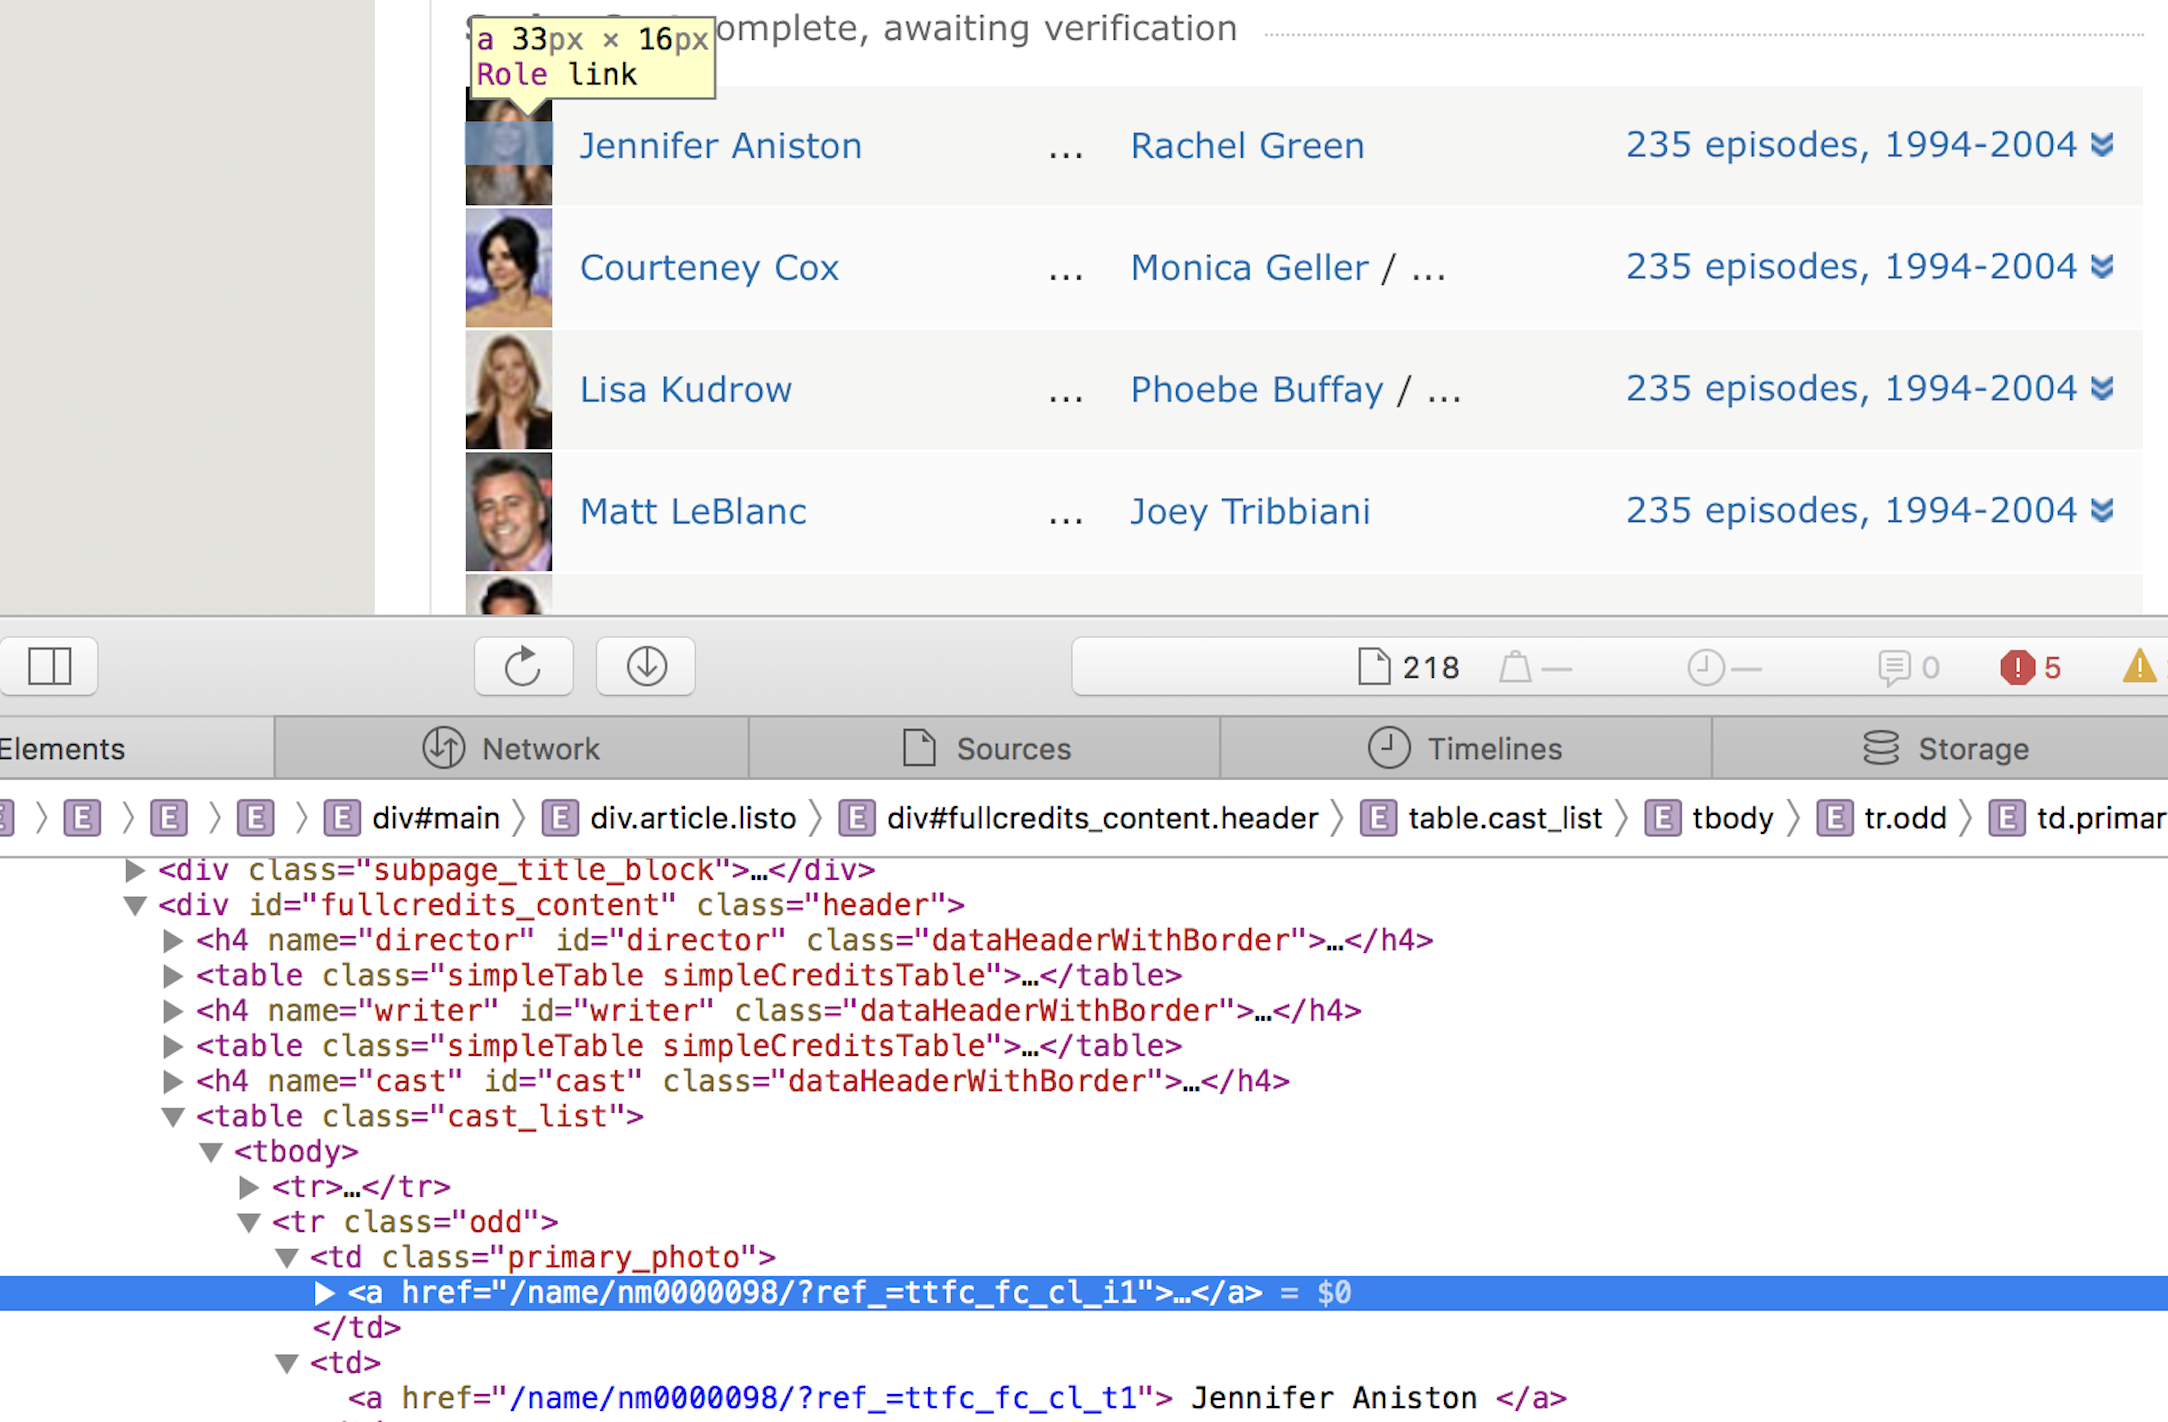 omplete, awaiting verification
a 33px × 16px
Role link
Jennifer Aniston ... Rachel Green 235 episodes, 1994-2004
Courteney Cox ... Monica Geller / ... 235 episodes, 1994-2004
Lisa Kudrow ... Phoebe Buffay / ... 235 episodes, 1994-2004
Matt LeBlanc ... Joey Tribbiani 235 episodes, 1994-2004
218 — — 0 5
Elements Network Sources Timelines Storage
E E E E E div#main E div.article.listo E div#fullcredits_content.header E table.cast_list E tbody E tr.odd E td.primar
<div class="subpage_title_block">…</div>
<div id="fullcredits_content" class="header">
<h4 name="director" id="director" class="dataHeaderWithBorder">…</h4>
<table class="simpleTable simpleCreditsTable">…</table>
<h4 name="writer" id="writer" class="dataHeaderWithBorder">…</h4>
<table class="simpleTable simpleCreditsTable">…</table>
<h4 name="cast" id="cast" class="dataHeaderWithBorder">…</h4>
<table class="cast_list">
<tbody>
<tr>…</tr>
<tr class="odd">
<td class="primary_photo">
<a href="/name/nm0000098/?ref_=ttfc_fc_cl_i1">…</a> = $0
</td>
<td>
<a href="/name/nm0000098/?ref_=ttfc_fc_cl_t1"> Jennifer Aniston </a>